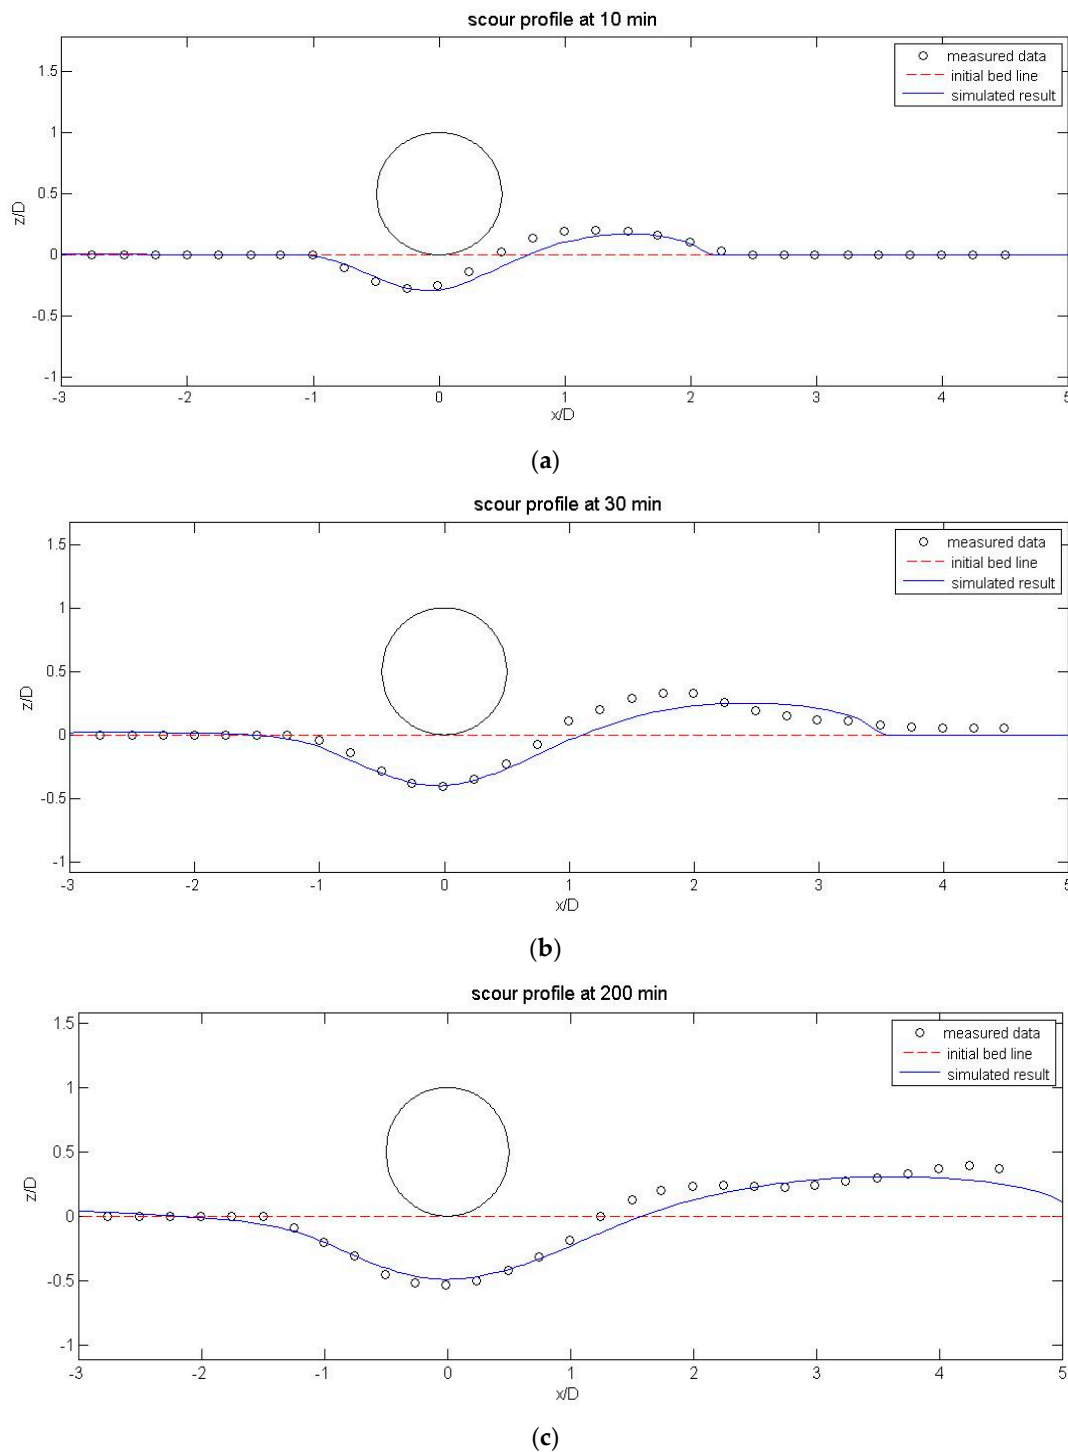 scour profile at 10 min
measured data
initial bed line
simulated result
1.5
1
0.5
0
-0.5
-1
z/D
-3 -2 -1 0 1 2 3 4 5
x/D
(a)
scour profile at 30 min
measured data
initial bed line
simulated result
1.5
1
0.5
0
-0.5
-1
z/D
-3 -2 -1 0 1 2 3 4 5
x/D
(b)
scour profile at 200 min
measured data
initial bed line
simulated result
1.5
1
0.5
0
-0.5
-1
z/D
-3 -2 -1 0 1 2 3 4 5
x/D
(c)